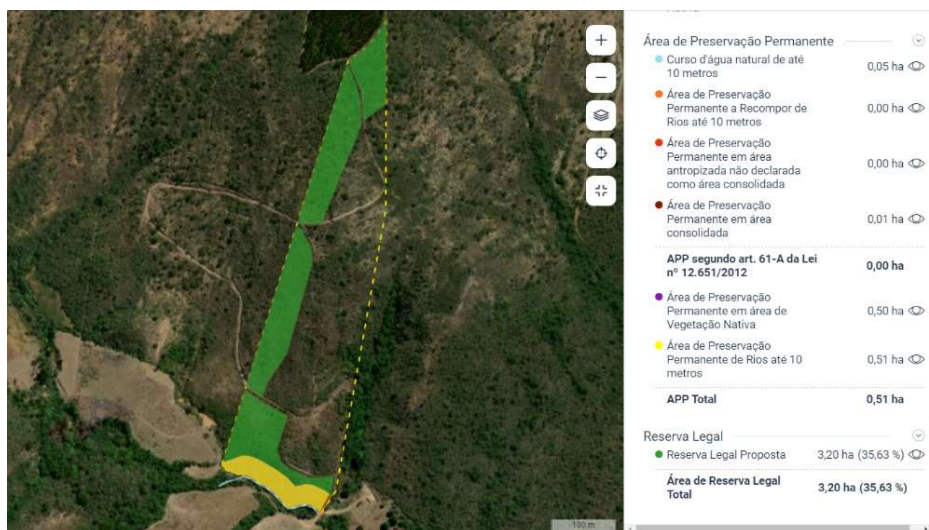 Área de Preservação Permanente
Curso d'água natural de até
10 metros
0,05 ha
Área de Preservação
Permanente a Recompor de
Rios até 10 metros
0,00 ha
Área de Preservação
Permanente em área
antropizada não declarada
como área consolidada
0,00 ha
Área de Preservação
Permanente em área
consolidada
0,01 ha
APP segundo art. 61-A da Lei
nº 12.651/2012
0,00 ha
Área de Preservação
Permanente em área de
Vegetação Nativa
0,50 ha
Área de Preservação
Permanente de Rios até 10
metros
0,51 ha
APP Total
0,51 ha
Reserva Legal
Reserva Legal Proposta
3,20 ha (35,63 %)
Área de Reserva Legal
Total
3,20 ha (35,63 %)
100 m